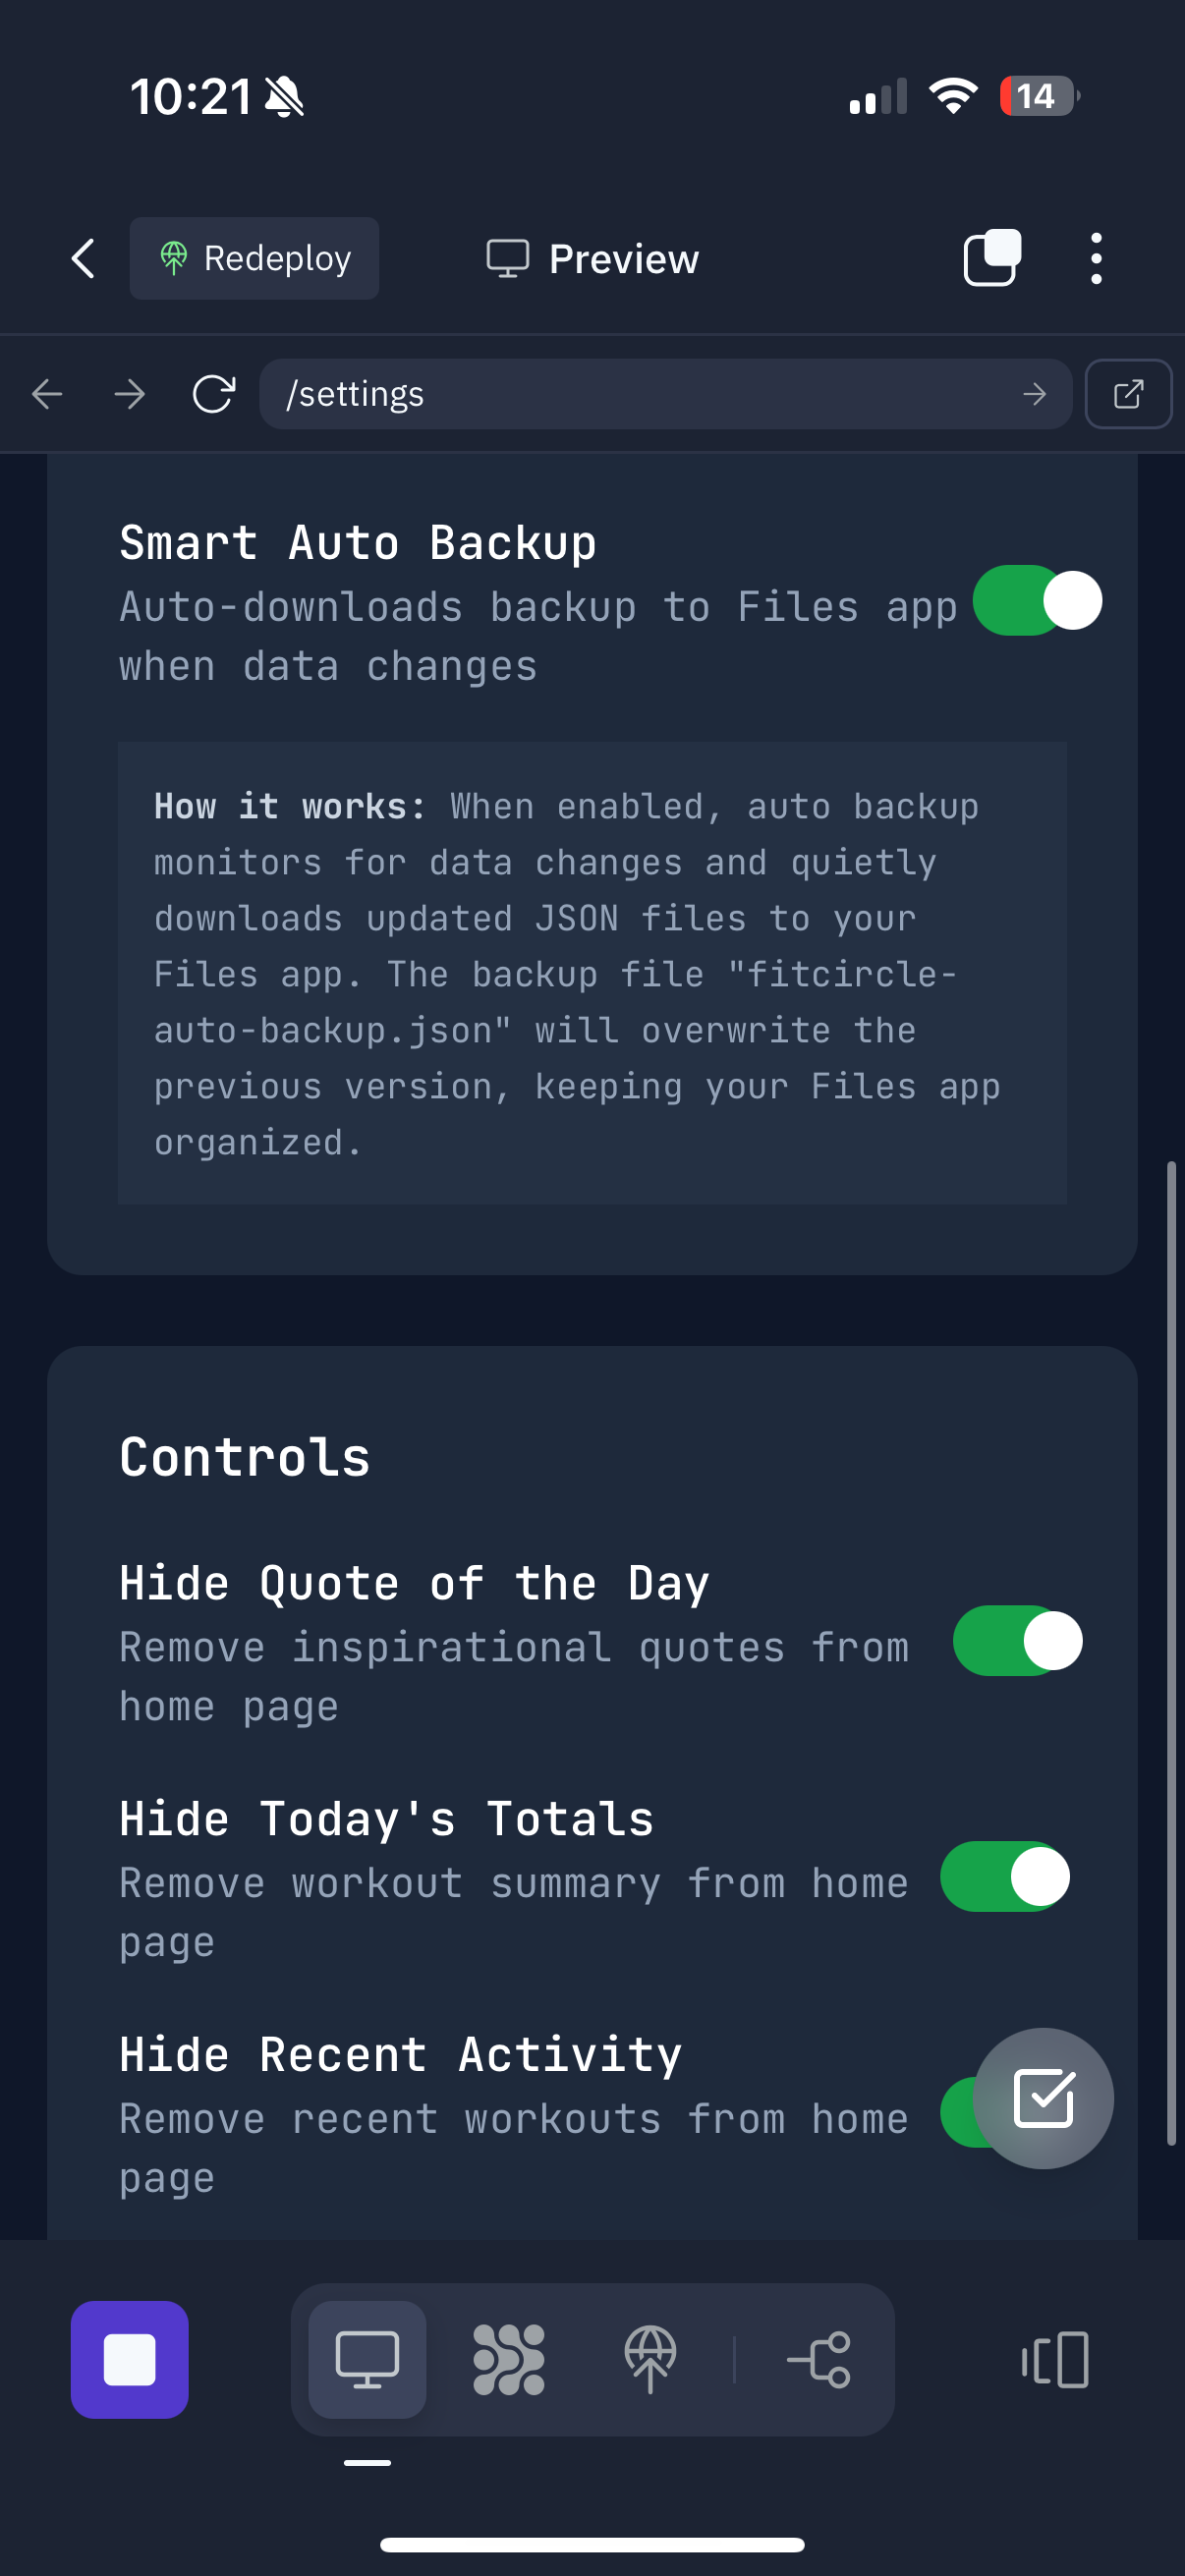 10:21
14
Redeploy
Preview
/settings
Smart Auto Backup
Auto-downloads backup to Files app
when data changes
How it works: When enabled, auto backup
monitors for data changes and quietly
downloads updated JSON files to your
Files app. The backup file "fitcircle-
auto-backup.json" will overwrite the
previous version, keeping your Files app
organized.
Controls
Hide Quote of the Day
Remove inspirational quotes from
home page
Hide Today's Totals
Remove workout summary from home
page
Hide Recent Activity
Remove recent workouts from home
page